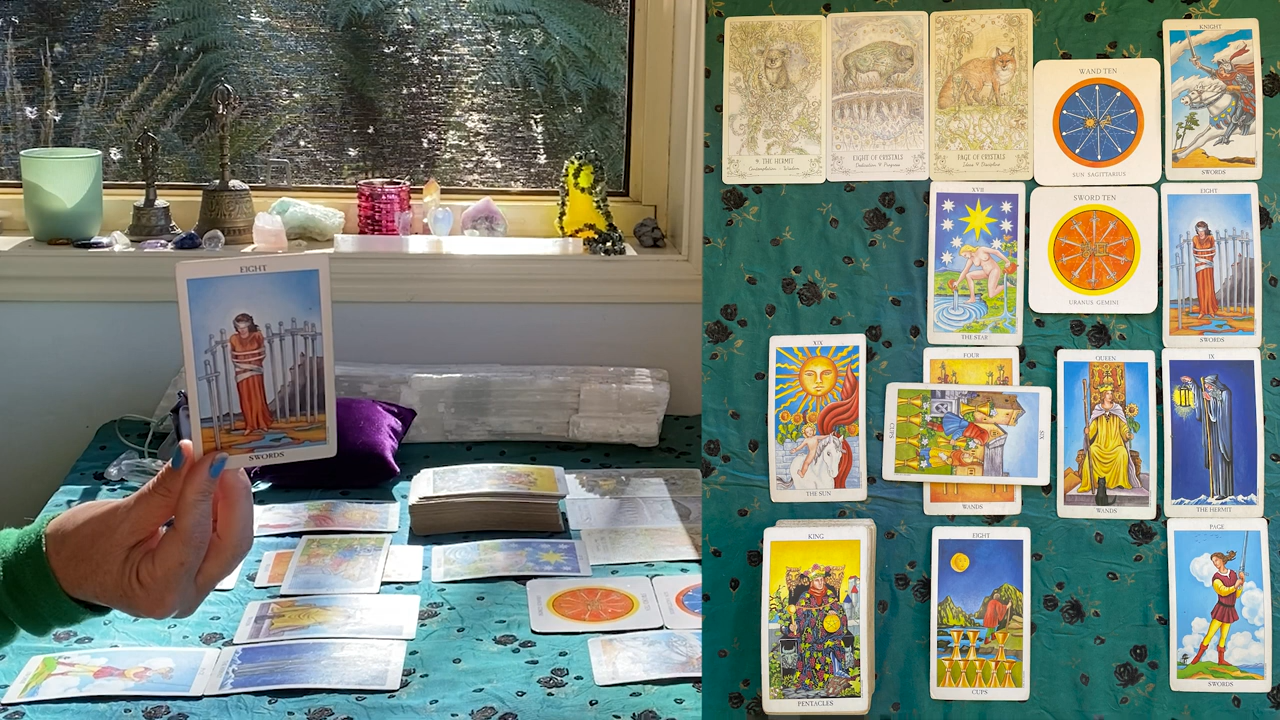 EIGHT
SWORDS
9 THE HERMIT
Contemplation · Wisdom
EIGHT OF CRYSTALS
Dedication & Progress
PAGE OF CRYSTALS
WAND TEN
SUN SAGITTARIUS
KNIGHT
SWORDS
XVII
THE STAR
SWORD TEN
URANUS GEMINI
EIGHT
SWORDS
XIX
THE SUN
FOUR
CUPS
SIX
WANDS
QUEEN
WANDS
IX
THE HERMIT
KING
PENTACLES
EIGHT
CUPS
PAGE
SWORDS